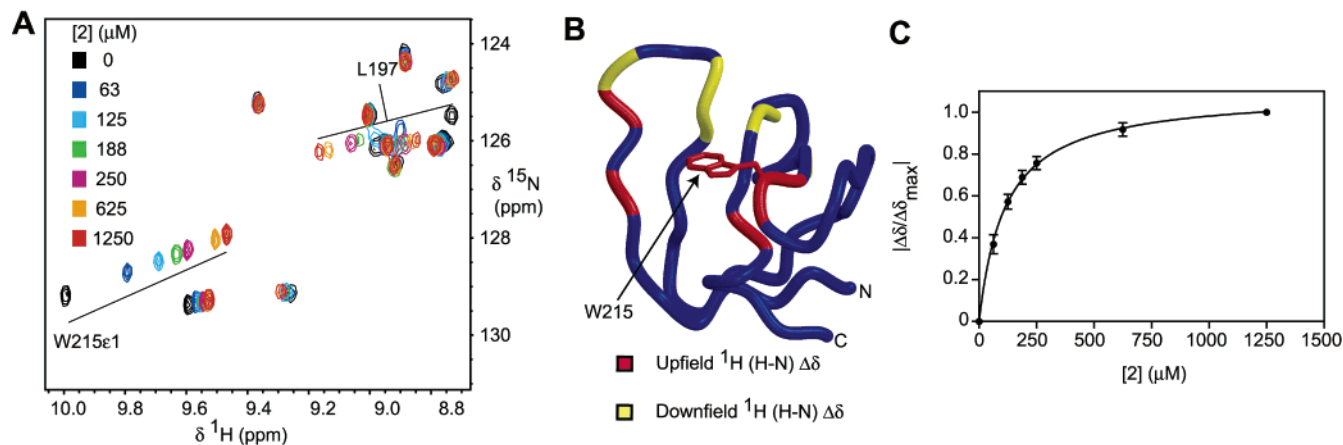 A
[2] (μM)
0
63
125
188
250
625
1250
L197
W215ε1
124
126
128
130
δ ¹⁵N
(ppm)
10.0 9.8 9.6 9.4 9.2 9.0 8.8
δ ¹H (ppm)
B
W215
N
C
Upfield ¹H (H-N) Δδ
Downfield ¹H (H-N) Δδ
C
|Δδ/Δδmax|
1.0
0.8
0.6
0.4
0.2
0
0 250 500 750 1000 1250 1500
[2] (μM)